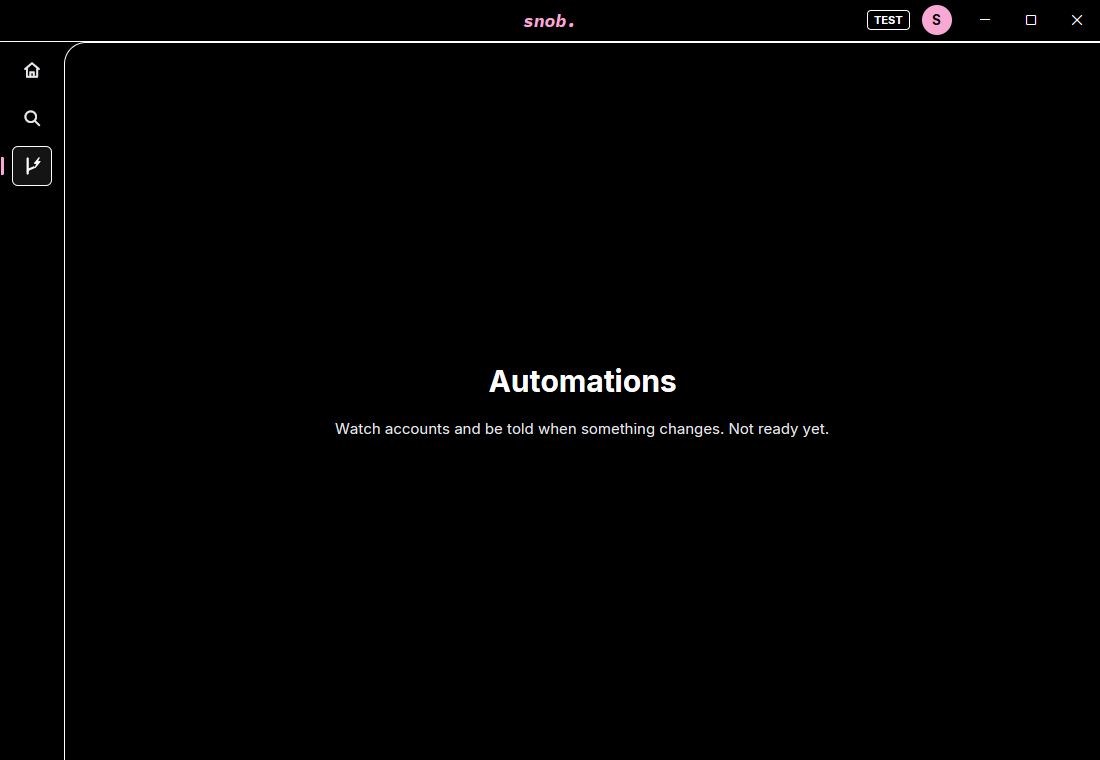 snob.
TEST
S
Automations
Watch accounts and be told when something changes. Not ready yet.